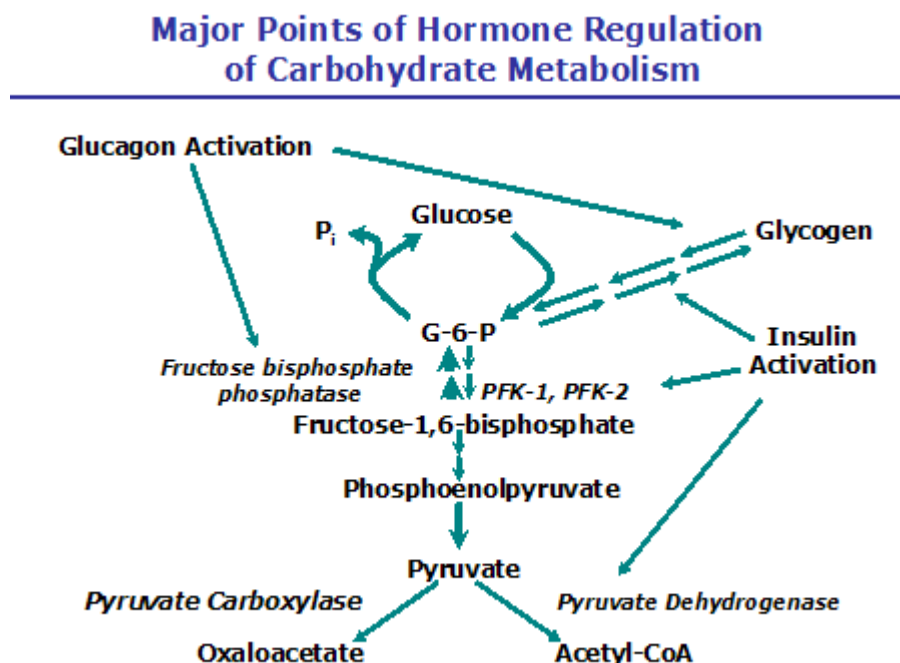 Major Points of Hormone Regulation
of Carbohydrate Metabolism
Glucagon Activation
Glucose
P
i
Glycogen
G-6-P
Insulin
Activation
Fructose bisphosphate
phosphatase
PFK-1, PFK-2
Fructose-1,6-bisphosphate
Phosphoenolpyruvate
Pyruvate
Pyruvate Carboxylase
Pyruvate Dehydrogenase
Oxaloacetate
Acetyl-CoA